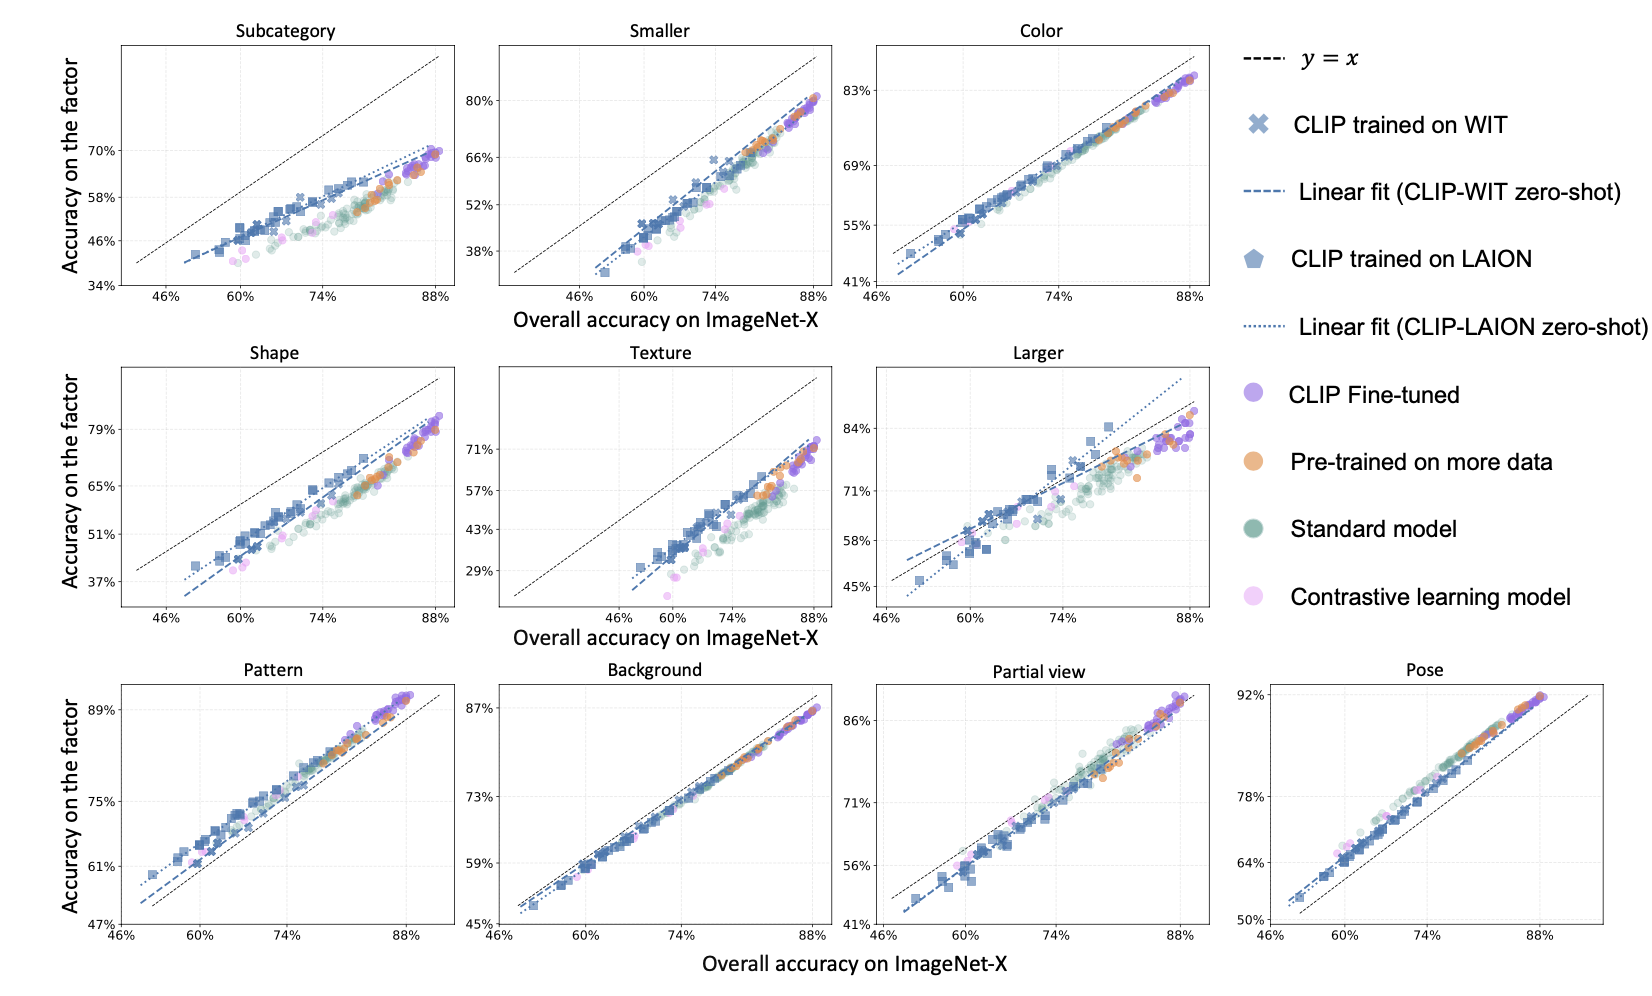 Subcategory
Smaller
Color
Accuracy on the factor
70%
58%
46%
34%
46% 60% 74% 88%
80%
66%
52%
38%
46% 60% 74% 88%
83%
69%
55%
41%
46% 60% 74% 88%
Overall accuracy on ImageNet-X
Shape
Texture
Larger
Accuracy on the factor
79%
65%
51%
37%
46% 60% 74% 88%
71%
57%
43%
29%
46% 60% 74% 88%
84%
71%
58%
45%
46% 60% 74% 88%
Overall accuracy on ImageNet-X
Pattern
Background
Partial view
Pose
Accuracy on the factor
89%
75%
61%
47%
46% 60% 74% 88%
87%
73%
59%
45%
46% 60% 74% 88%
86%
71%
56%
41%
46% 60% 74% 88%
92%
78%
64%
50%
46% 60% 74% 88%
Overall accuracy on ImageNet-X
y = x
CLIP trained on WIT
Linear fit (CLIP-WIT zero-shot)
CLIP trained on LAION
Linear fit (CLIP-LAION zero-shot)
CLIP Fine-tuned
Pre-trained on more data
Standard model
Contrastive learning model